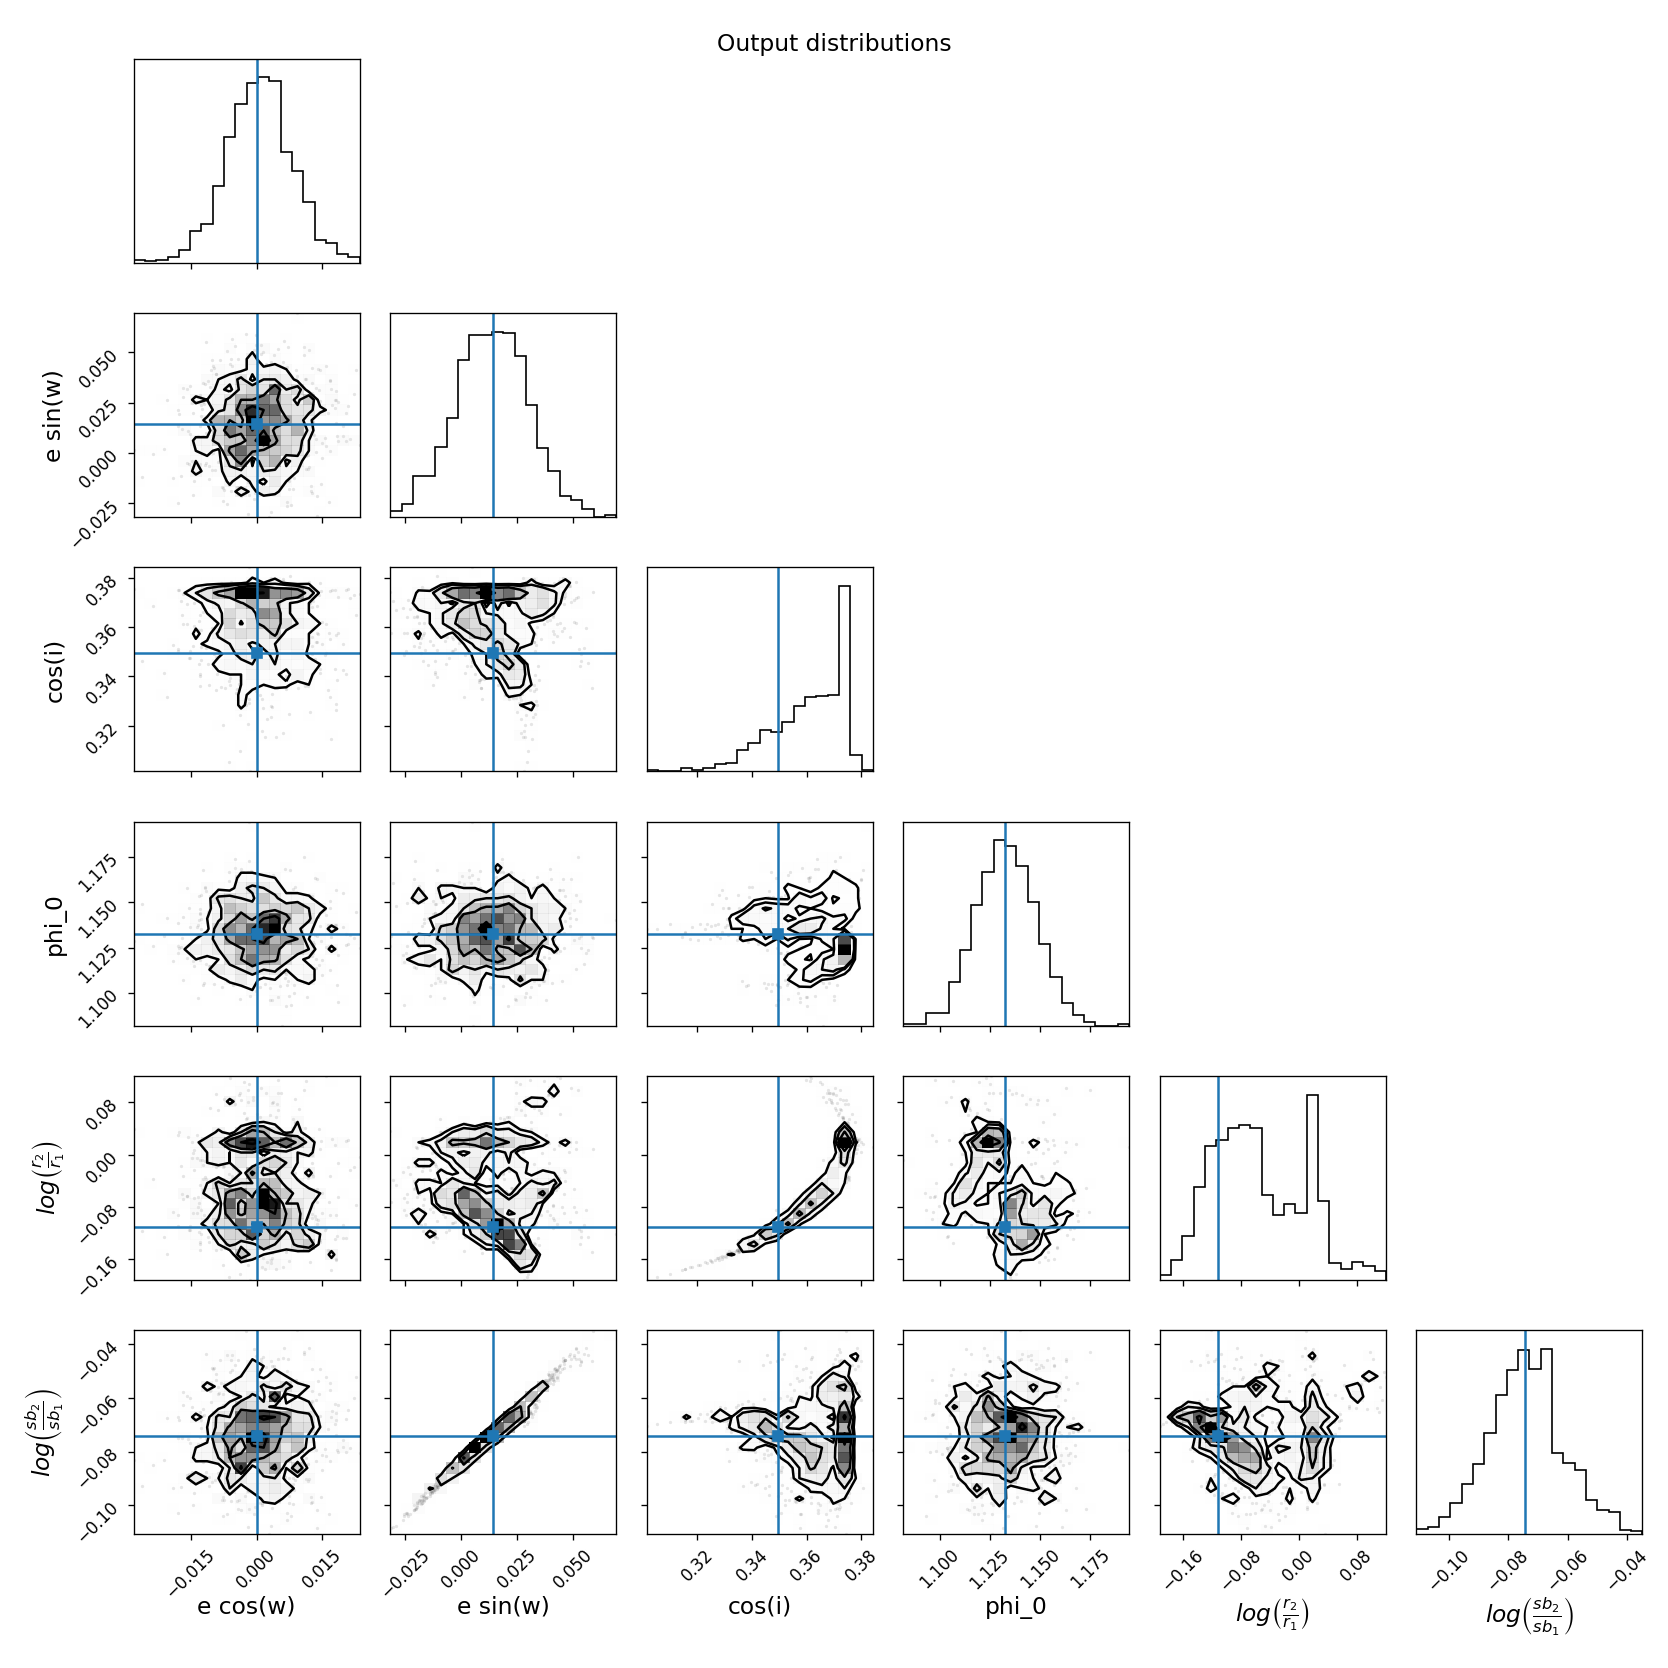 Output distributions
e sin(w)
0.050
0.025
0.000
−0.025
cos(i)
0.38
0.36
0.34
0.32
phi_0
1.175
1.150
1.125
1.100
log(r₂/r₁)
0.08
0.00
−0.08
−0.16
log(sb₂/sb₁)
−0.04
−0.06
−0.08
−0.10
−0.015 0.000 0.015
−0.025 0.000 0.025 0.050
0.32 0.34 0.36 0.38
1.100 1.125 1.150 1.175
−0.16 −0.08 0.00 0.08
−0.10 −0.08 −0.06 −0.04
e cos(w)
e sin(w)
cos(i)
phi_0
log(r₂/r₁)
log(sb₂/sb₁)